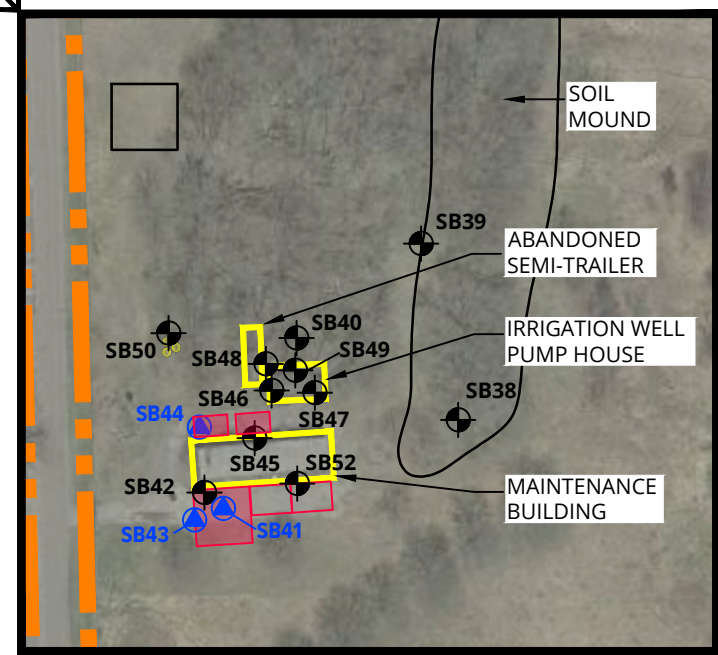 SOIL
MOUND
SB39
ABANDONED
SEMI-TRAILER
SB40
IRRIGATION WELL
PUMP HOUSE
SB50
SB48
SB49
SB46
SB38
SB44
SB47
SB45
SB52
SB42
MAINTENANCE
BUILDING
SB43
SB41